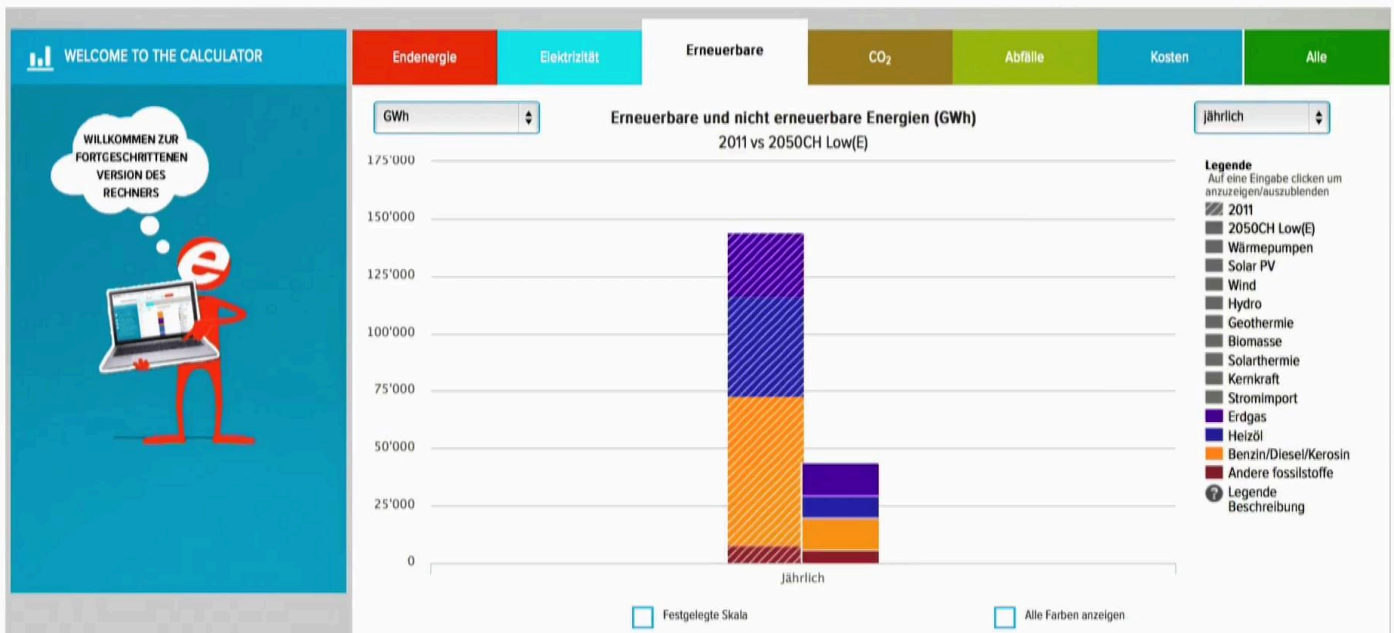 WELCOME TO THE CALCULATOR
WILLKOMMEN ZUR
FORTGESCHRITTENEN
VERSION DES
RECHNERS
Endenergie
Elektrizität
Erneuerbare
CO₂
Abfälle
Kosten
Alle
GWh
Erneuerbare und nicht erneuerbare Energien (GWh)
2011 vs 2050CH Low(E)
jährlich
175'000
150'000
125'000
100'000
75'000
50'000
25'000
0
Jährlich
Legende
Auf eine Eingabe clicken um
anzuzeigen/auszublenden
2011
2050CH Low(E)
Wärmepumpen
Solar PV
Wind
Hydro
Geothermie
Biomasse
Solarthermie
Kernkraft
Stromimport
Erdgas
Heizöl
Benzin/Diesel/Kerosin
Andere fossilstoffe
? Legende
Beschreibung
Festgelegte Skala
Alle Farben anzeigen
e